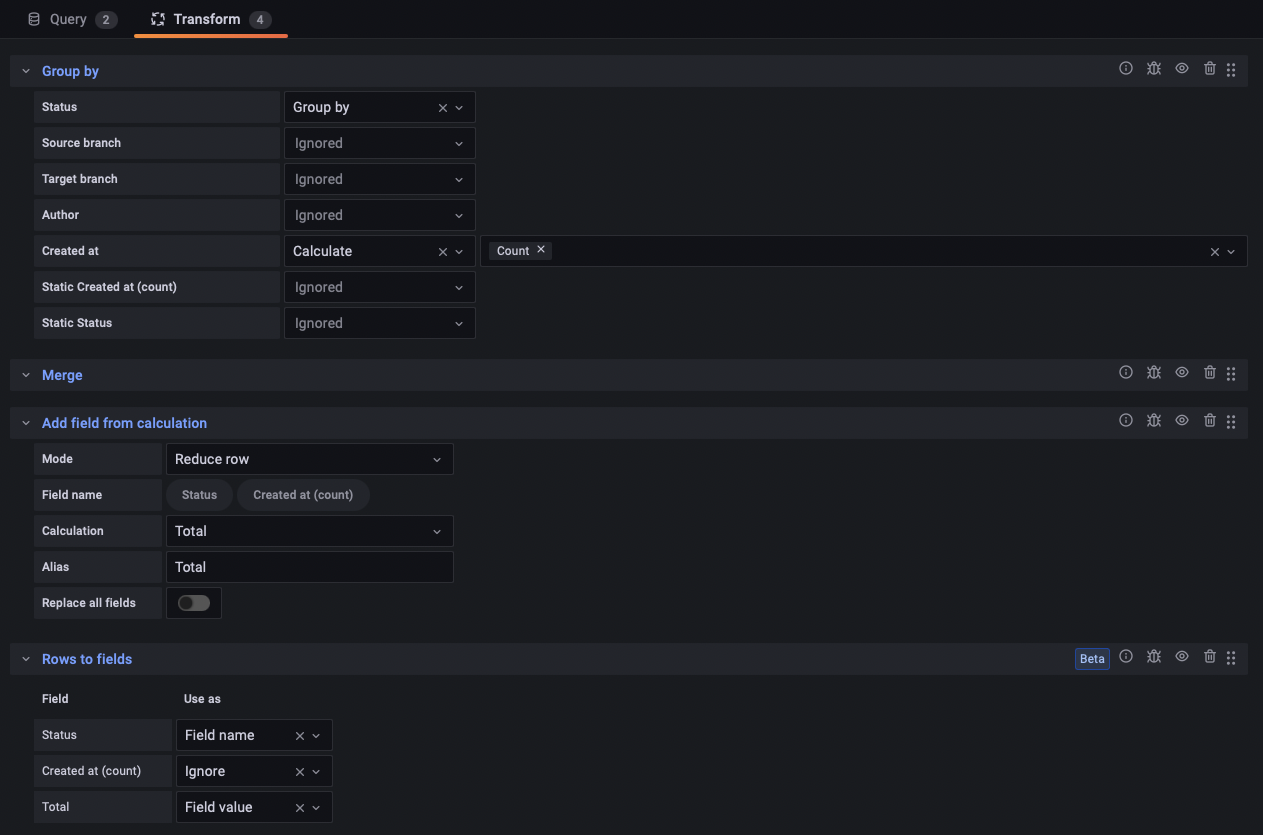 Query 2 Transform 4
Group by
Status Group by
Source branch Ignored
Target branch Ignored
Author Ignored
Created at Calculate Count
Static Created at (count) Ignored
Static Status Ignored
Merge
Add field from calculation
Mode Reduce row
Field name Status Created at (count)
Calculation Total
Alias Total
Replace all fields
Rows to fields Beta
Field Use as
Status Field name
Created at (count) Ignore
Total Field value